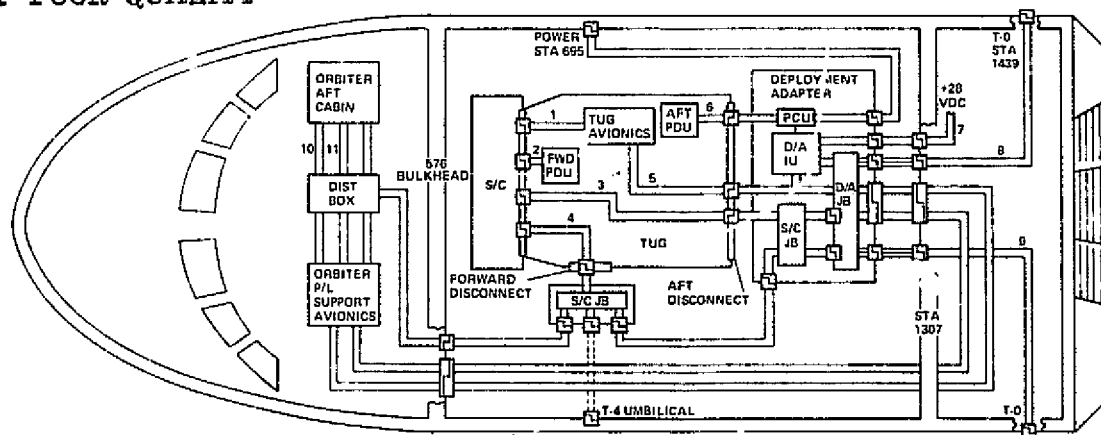 POOR QUALITY
POWER
STA 695
T-0
STA
1439
ORBITER
AFT
CABIN
DEPLOYMENT
ADAPTER
+28
VDC
1
TUG
AVIONICS
AFT
PDU
6
PCU
7
10
11
576
BULKHEAD
S/C
2
FWD
PDU
D/A
IU
8
DIST
BOX
3
5
D/A
JB
4
S/C
JB
TUG
9
ORBITER
P/L
SUPPORT
AVIONICS
FORWARD
DISCONNECT
AFT
DISCONNECT
S/C JB
STA
1307
T-4 UMBILICAL
T-0